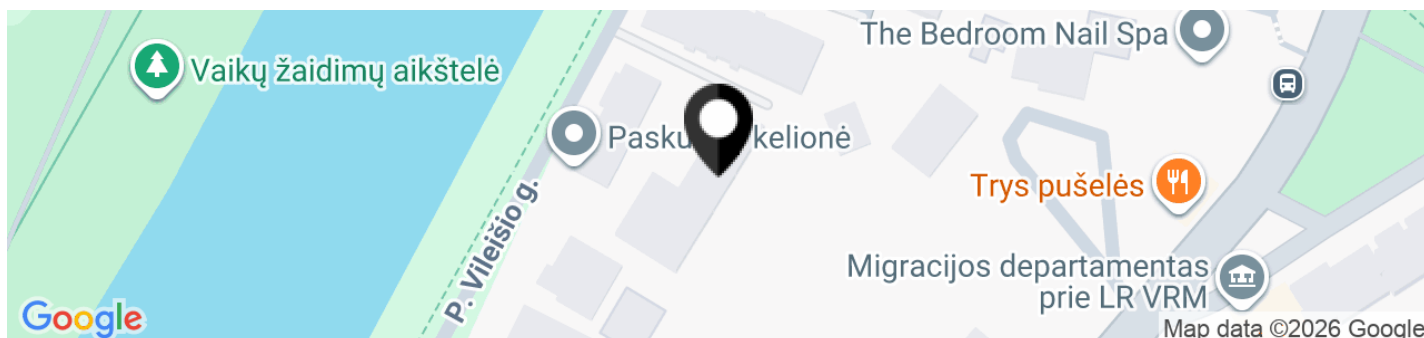 The Bedroom Nail Spa
Vaikų žaidimų aikštelė
kelionė
Trys pušelės
P. Vileišio g.
Migracijos departamentas
prie LR VRM
Google
Map data ©2026 Google